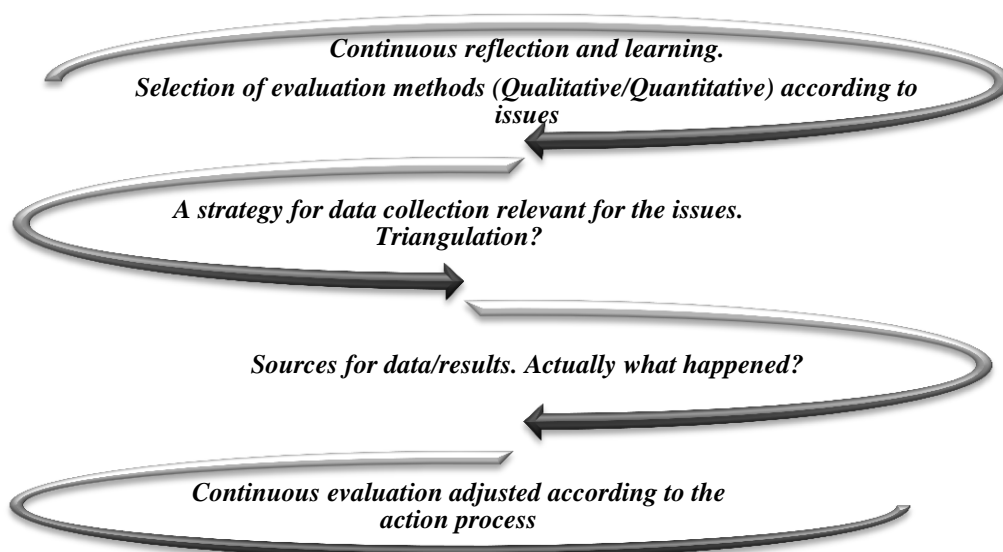 Continuous reflection and learning.
Selection of evaluation methods (Qualitative/Quantitative) according to
issues
A strategy for data collection relevant for the issues.
Triangulation?
Sources for data/results. Actually what happened?
Continuous evaluation adjusted according to the
action process